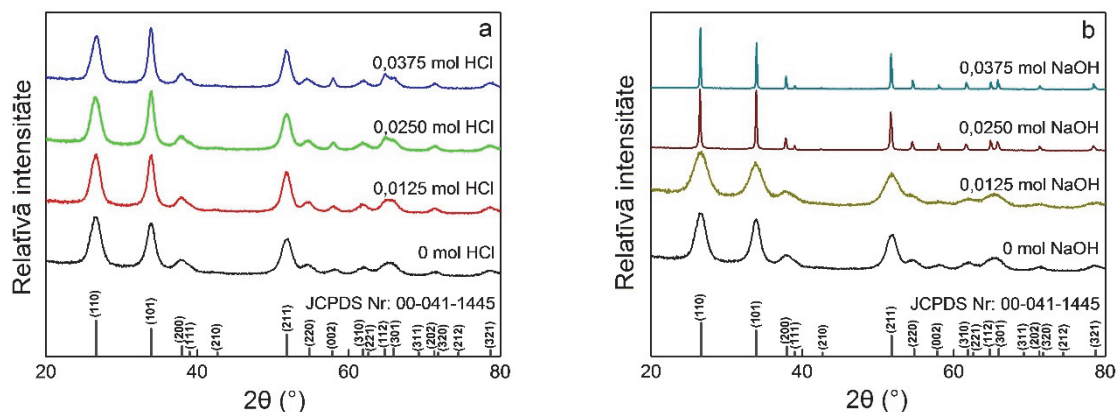 a
Relatīvā intensitāte
0,0375 mol HCl
0,0250 mol HCl
0,0125 mol HCl
0 mol HCl
JCPDS Nr: 00-041-1445
(110) (101) (200) (111) (210) (211) (220) (002) (310) (221) (112) (301) (311) (202) (320) (212) (321)
20 40 60 80
2θ (°)
b
Relatīvā intensitāte
0,0375 mol NaOH
0,0250 mol NaOH
0,0125 mol NaOH
0 mol NaOH
JCPDS Nr: 00-041-1445
(110) (101) (200) (111) (210) (211) (220) (002) (310) (221) (112) (301) (311) (202) (320) (212) (321)
20 40 60 80
2θ (°)